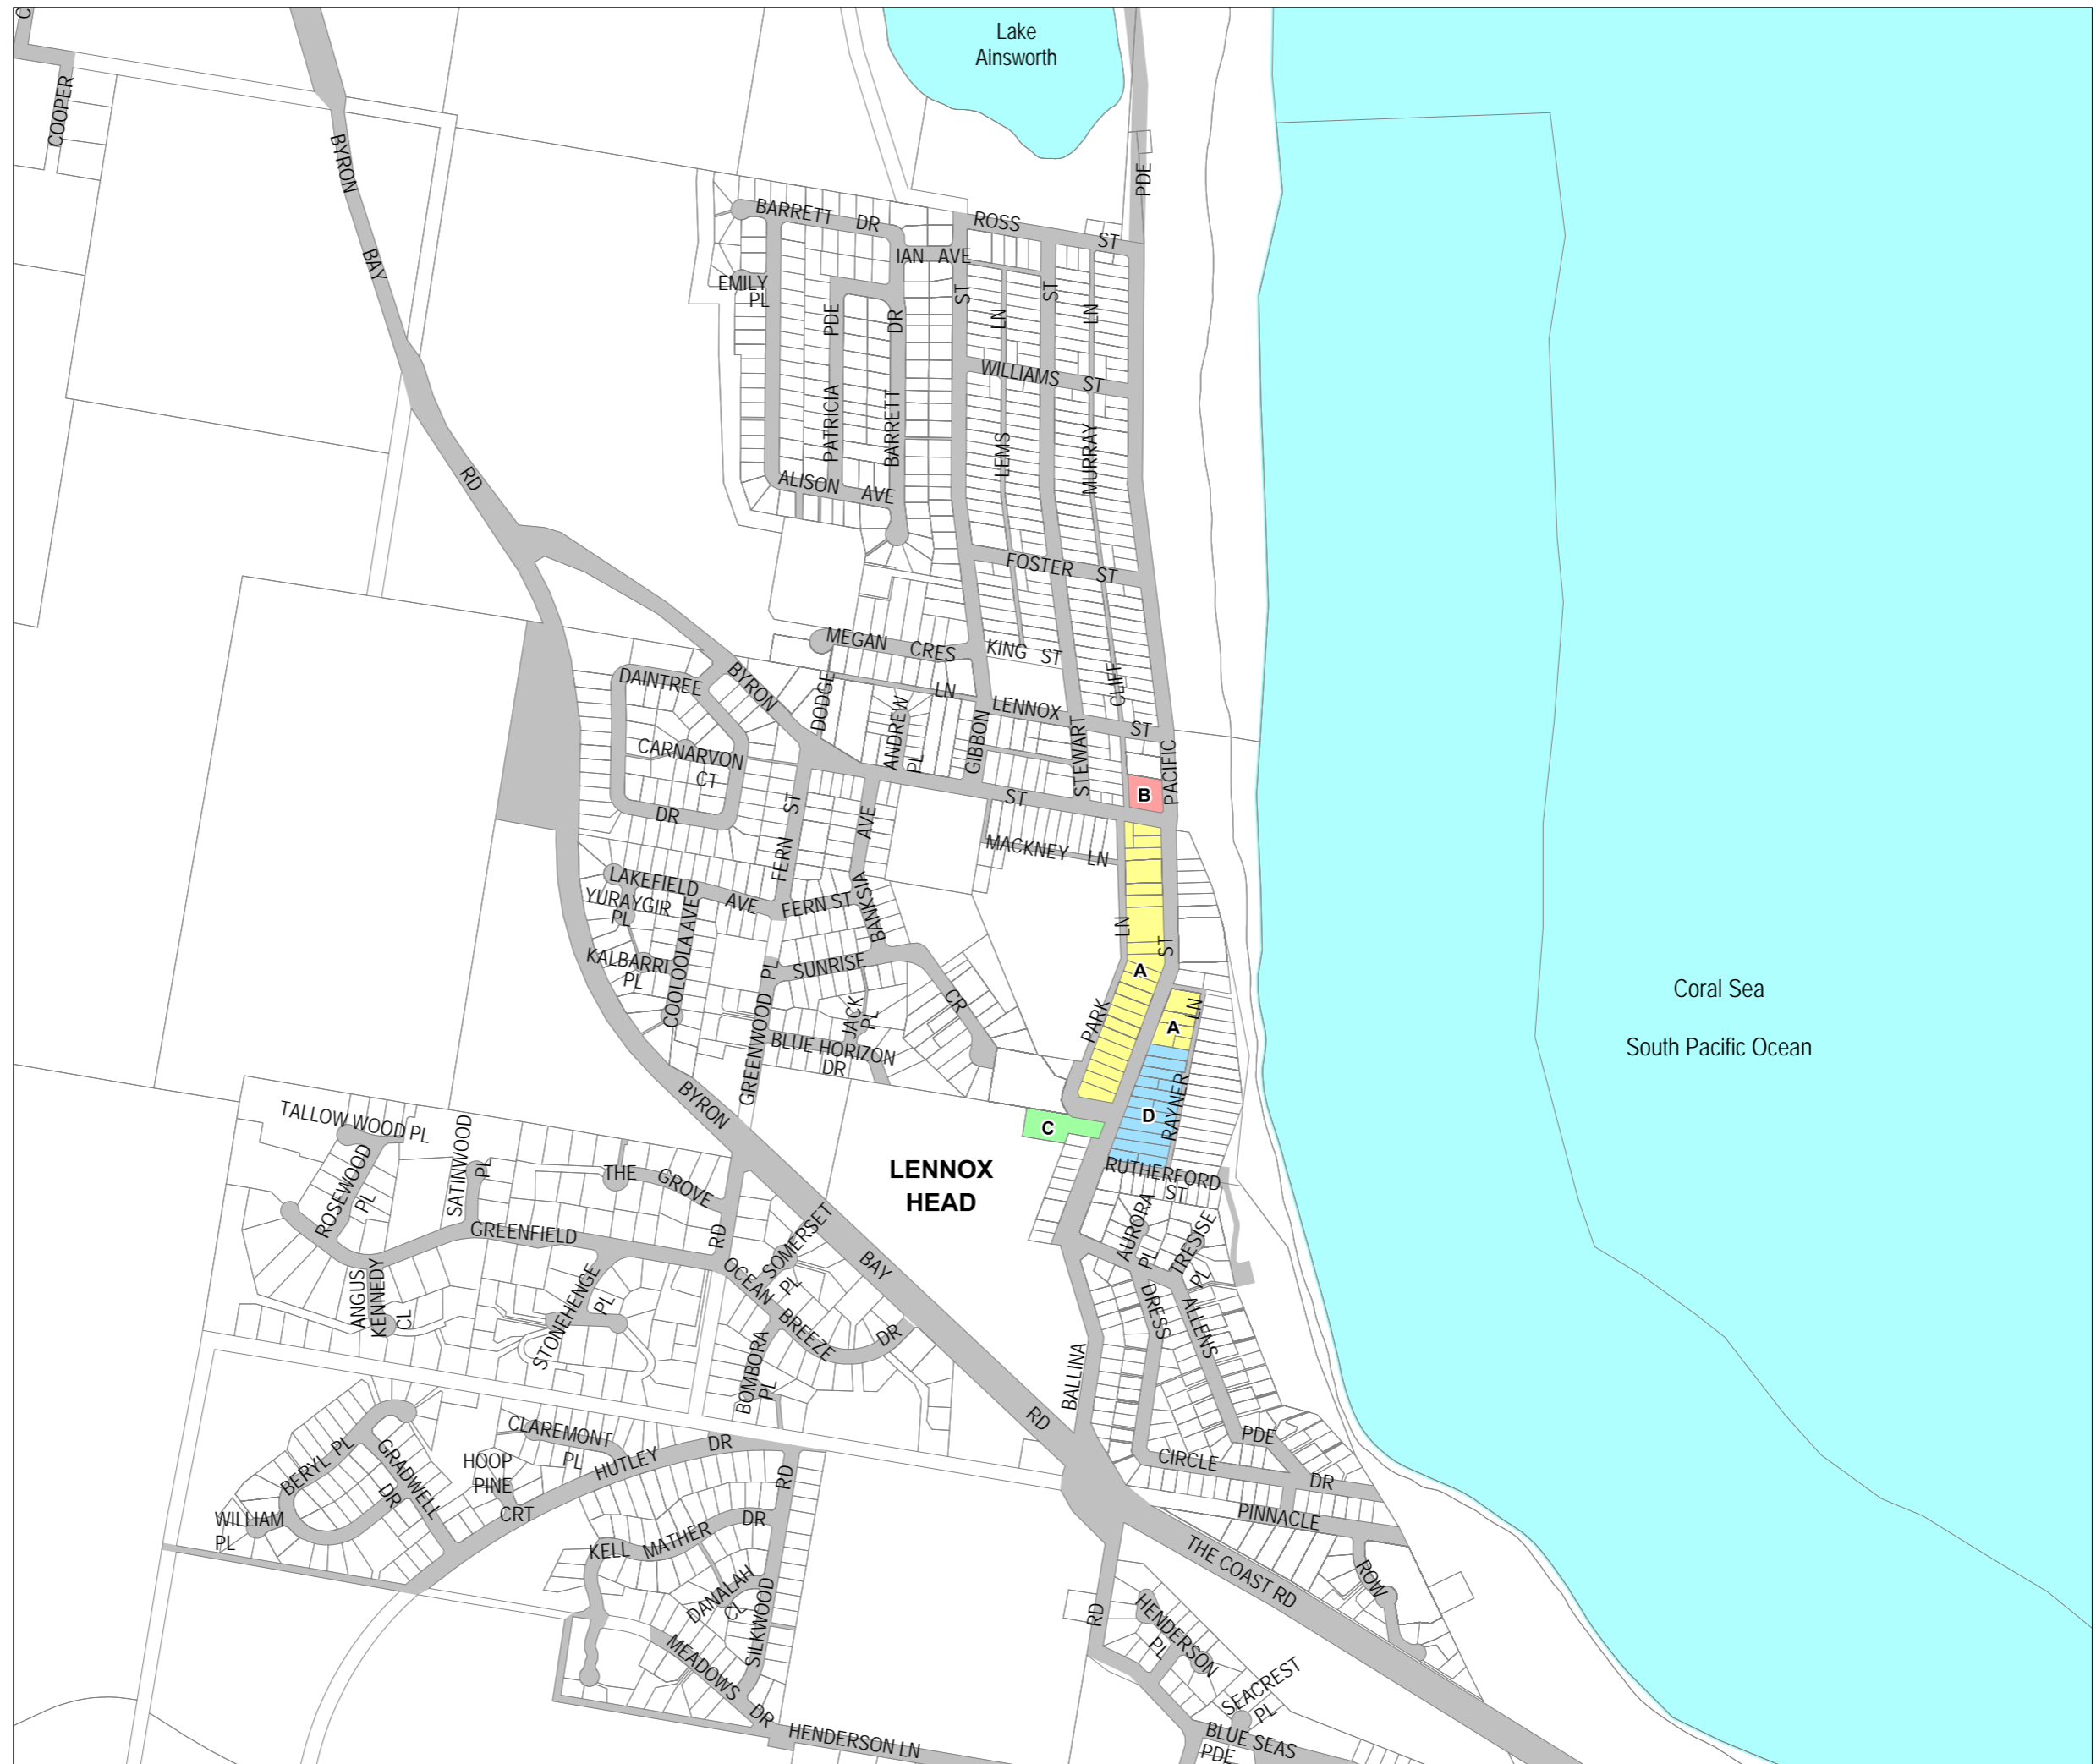 C
Lake
Ainsworth
COOPER
BYRON
PDE
BARRETT DR
ROSS
ST
IAN AVE
BAY
EMILY
PL
ST
ST
LN
LN
PDE
DR
WILLIAMS ST
PATRICIA
BARRETT
LEMS
MURRAY
RD
ALISON AVE
FOSTER ST
MEGAN CRES
KING ST
DAINTREE
BYRON
DODGE
LN
LENNOX
ST
CLIFF
ANDREW
PL
GIBBON
STEWART
PACIFIC
CARNARVON
CT
B
ST
DR
ST
AVE
FERN
MACKNEY LN
LAKEFIELD
AVE
FERN ST
BANKSIA
YURAYGIR
PL
LN
ST
KALBARRI
PL
COOLOOLA AVE
SUNRISE
PL
CR
A
Coral Sea
GREENWOOD
JACK
PL
PARK
LN
A
BLUE HORIZON
DR
South Pacific Ocean
BYRON
RAYNER
TALLOW WOOD PL
SATINWOOD
PL
C
D
ROSEWOOD
PL
THE GROVE
LENNOX
HEAD
RUTHERFORD
ST
GREENFIELD
RD
SOMERSET
PL
BAY
AURORA
PL
TRESISE
PL
ANGUS
KENNEDY
CL
STONEHENGE
PL
OCEAN
BREEZE
DR
DRESS
ALLENS
BOMBORA
PL
BALLINA
CLAREMONT
PL
DR
RD
PDE
BERYL PL
GRADWELL
DR
HOOP
PINE
CRT
HUTLEY
RD
CIRCLE
DR
WILLIAM
PL
DR
PINNACLE
KELL MATHER
THE COAST RD
ROW
DANALAH
CL
SILKWOOD
RD
HENDERSON
PL
MEADOWS
DR
SEACREST
PL
HENDERSON LN
BLUE SEAS
PDE